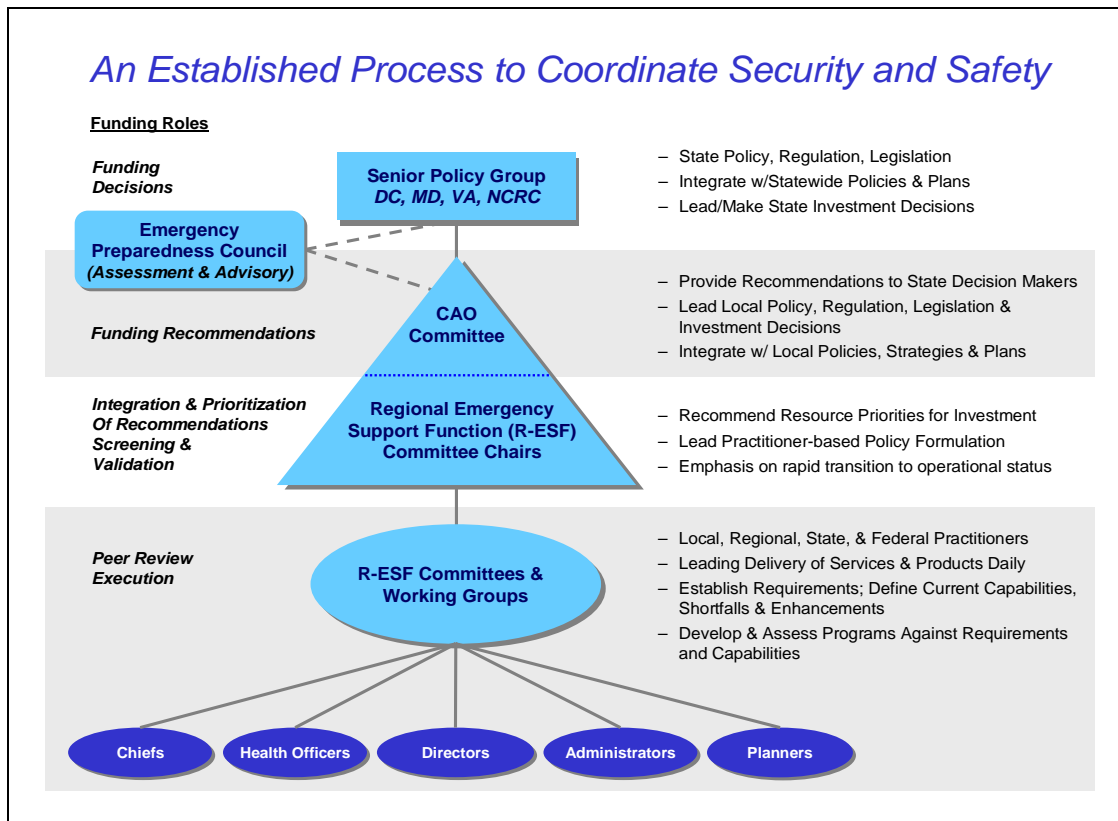 An Established Process to Coordinate Security and Safety
Funding Roles
Funding
Decisions
Senior Policy Group
DC, MD, VA, NCRC
– State Policy, Regulation, Legislation
– Integrate w/Statewide Policies & Plans
– Lead/Make State Investment Decisions
Emergency
Preparedness Council
(Assessment & Advisory)
Funding Recommendations
CAO
Committee
– Provide Recommendations to State Decision Makers
– Lead Local Policy, Regulation, Legislation &
Investment Decisions
– Integrate w/ Local Policies, Strategies & Plans
Integration & Prioritization
Of Recommendations
Screening &
Validation
Regional Emergency
Support Function (R-ESF)
Committee Chairs
– Recommend Resource Priorities for Investment
– Lead Practitioner-based Policy Formulation
– Emphasis on rapid transition to operational status
Peer Review
Execution
R-ESF Committees &
Working Groups
– Local, Regional, State, & Federal Practitioners
– Leading Delivery of Services & Products Daily
– Establish Requirements; Define Current Capabilities,
Shortfalls & Enhancements
– Develop & Assess Programs Against Requirements
and Capabilities
Chiefs
Health Officers
Directors
Administrators
Planners